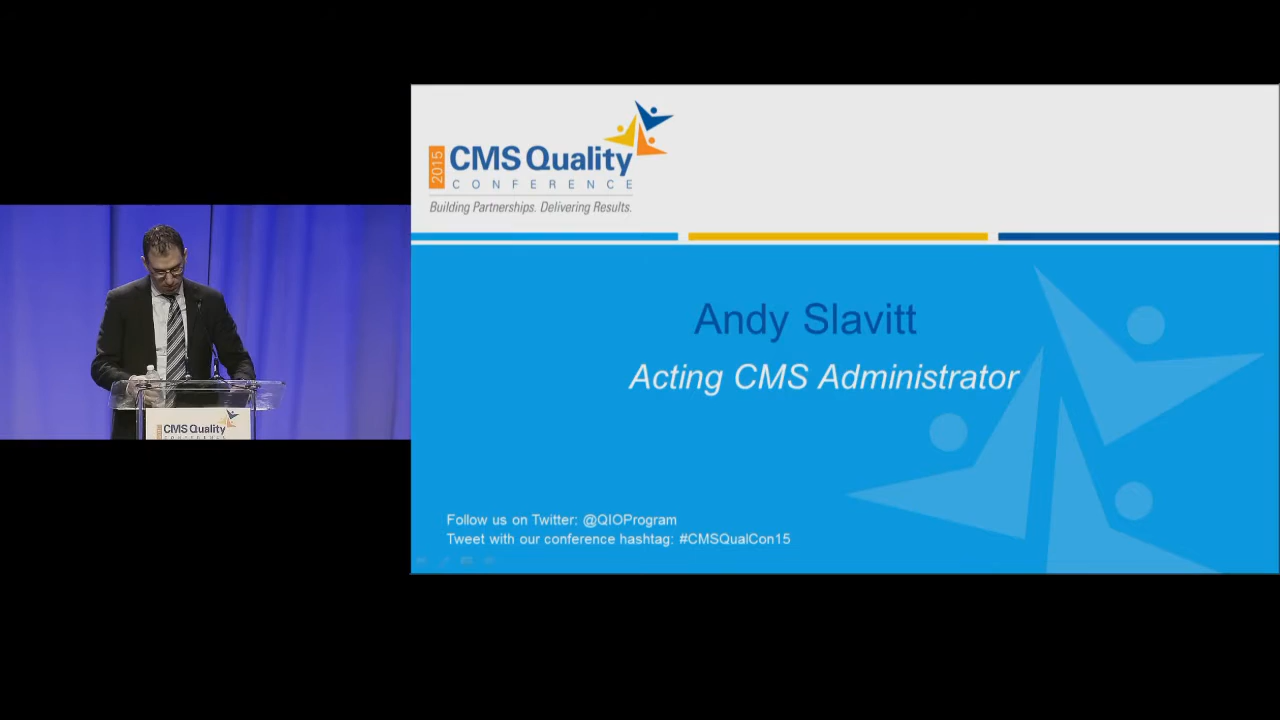 2015
CMS Quality
CONFERENCE
Building Partnerships. Delivering Results.
Andy Slavitt
Acting CMS Administrator
Follow us on Twitter: @QIOProgram
Tweet with our conference hashtag: #CMSQualCon15
CMS Quality
CONFERENCE